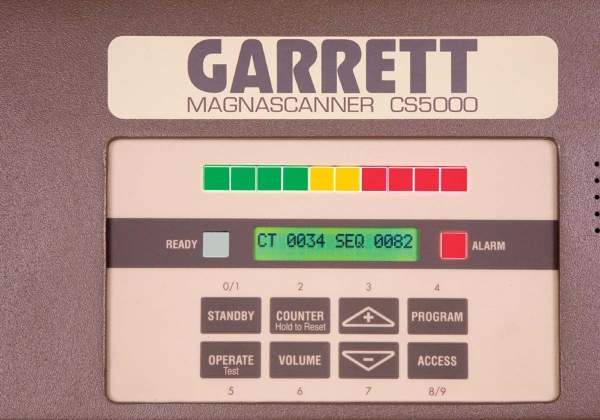 GARRETT
MAGNASCANNER CS5000
READY
CT 0034 SEQ 0082
ALARM
0/1 2 3 4
STANDBY
COUNTER
Hold to Reset
+
PROGRAM
OPERATE
Test
VOLUME
−
ACCESS
5 6 7 8/9